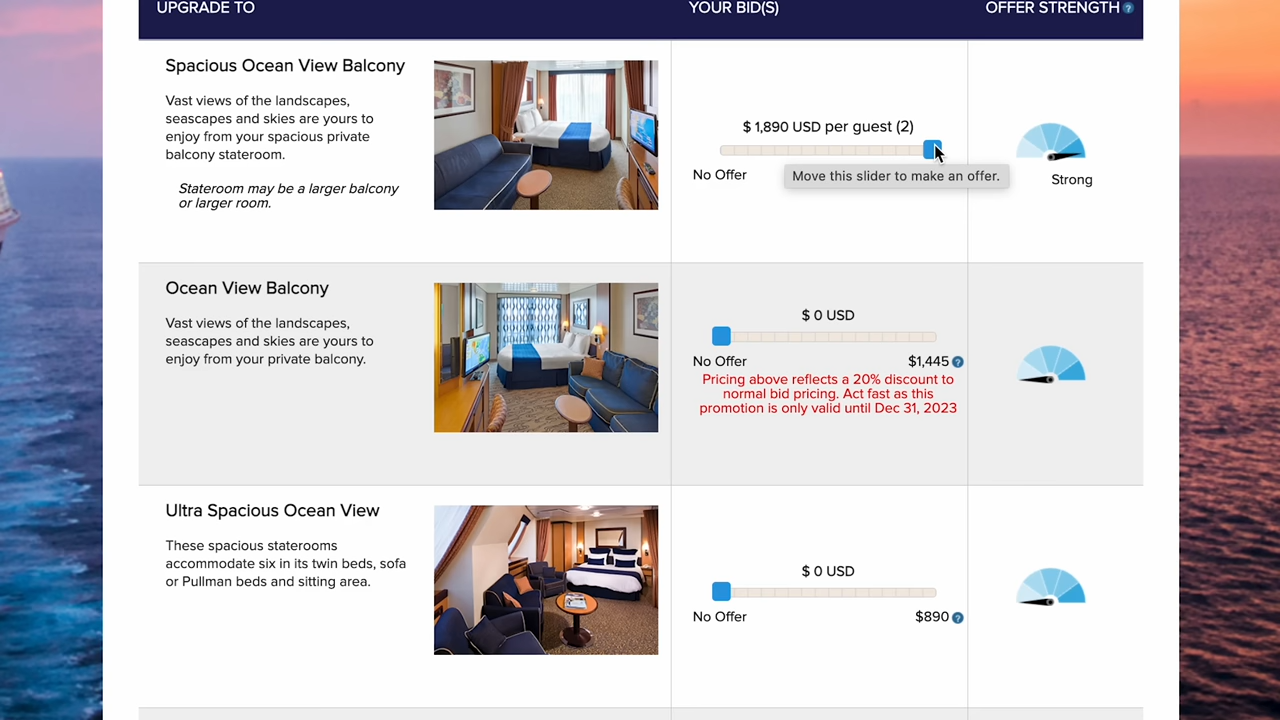 UPGRADE TO
YOUR BID(S)
OFFER STRENGTH ?
Spacious Ocean View Balcony
Vast views of the landscapes,
seascapes and skies are yours to
enjoy from your spacious private
balcony stateroom.
Stateroom may be a larger balcony
or larger room.
$ 1,890 USD per guest (2)
No Offer
Move this slider to make an offer.
Strong
Ocean View Balcony
Vast views of the landscapes,
seascapes and skies are yours to
enjoy from your private balcony.
$ 0 USD
No Offer
$1,445 ?
Pricing above reflects a 20% discount to
normal bid pricing. Act fast as this
promotion is only valid until Dec 31, 2023
Ultra Spacious Ocean View
These spacious staterooms
accommodate six in its twin beds, sofa
or Pullman beds and sitting area.
$ 0 USD
No Offer
$890 ?